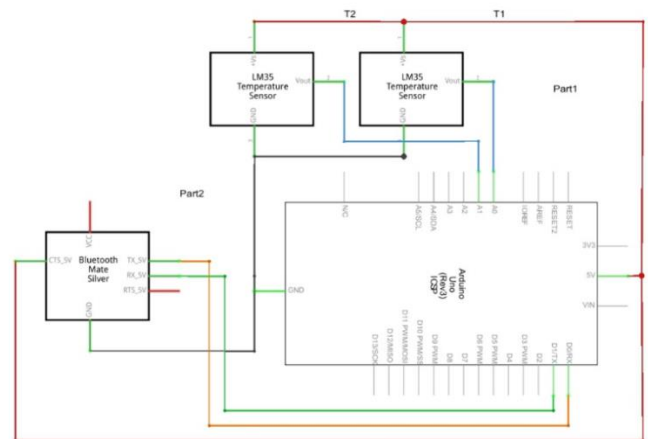 T2
T1
V+
V+
LM35
Temperature
Sensor
Vout
LM35
Temperature
Sensor
Vout
GND
GND
Part1
Part2
VCC
Bluetooth
Mate
Silver
CTS_5V
TX_5V
RX_5V
RTS_5V
GND
N/C
A5/SCL
A4/SDA
A3
A2
A1
A0
IOREF
AREF
RESET2
RESET
3V3
5V
VIN
GND
Arduino
Uno
(Rev3)
ICSP
D13/SCK
D12/MISO
D11 PWM/MOSI
D10 PWM/SS
D9 PWM
D8
D7
D6 PWM
D5 PWM
D4
D3 PWM
D2
D1/TX
D0/RX